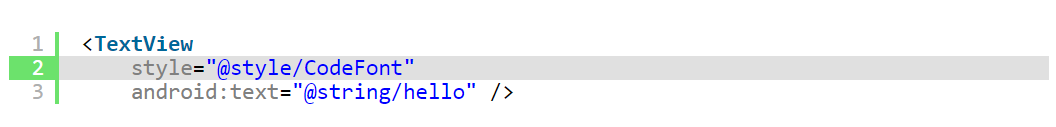 1 <TextView
2 style="@style/CodeFont"
3 android:text="@string/hello" />